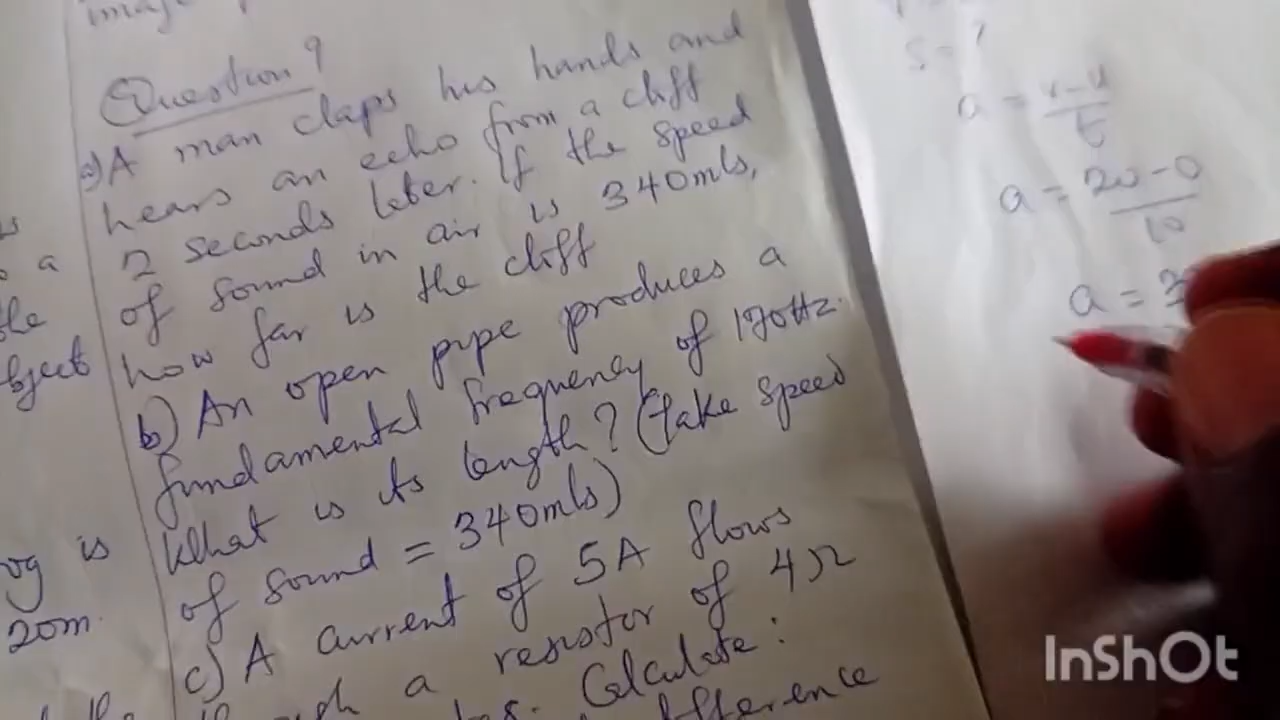 image
Question 9
a) A man claps his hands and
hears an echo from a cliff
2 seconds later. If the speed
of sound in air is 340m/s,
how far is the cliff
b) An open pipe produces a
fundamental frequency of 170Hz.
What is its length? (Take speed
of sound = 340m/s)
c) A current of 5A flows
a resistor of 4Ω
Calculate:
difference
is
20m.
a = v-u
t
a = 20-0
10
a =
InShOt